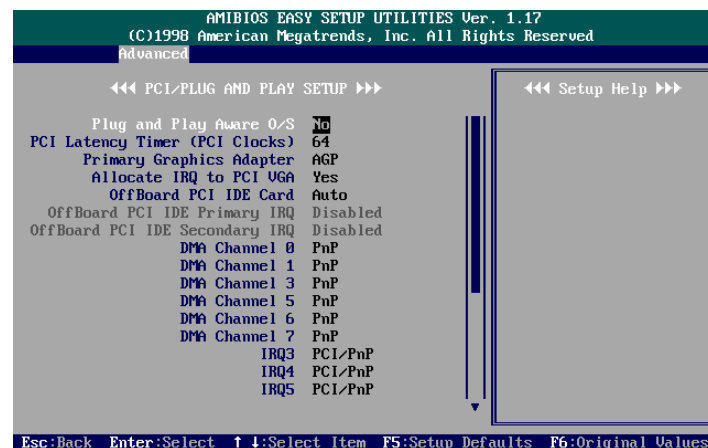 AMIBIOS EASY SETUP UTILITIES Ver. 1.17
(C)1998 American Megatrends, Inc. All Rights Reserved
Advanced
◀◀◀ PCI/PLUG AND PLAY SETUP ▶▶▶
◀◀◀ Setup Help ▶▶▶
Plug and Play Aware O/S No
PCI Latency Timer (PCI Clocks) 64
Primary Graphics Adapter AGP
Allocate IRQ to PCI VGA Yes
OffBoard PCI IDE Card Auto
OffBoard PCI IDE Primary IRQ Disabled
OffBoard PCI IDE Secondary IRQ Disabled
DMA Channel 0 PnP
DMA Channel 1 PnP
DMA Channel 3 PnP
DMA Channel 5 PnP
DMA Channel 6 PnP
DMA Channel 7 PnP
IRQ3 PCI/PnP
IRQ4 PCI/PnP
IRQ5 PCI/PnP
Esc:Back Enter:Select ↑ ↓:Select Item F5:Setup Defaults F6:Original Values